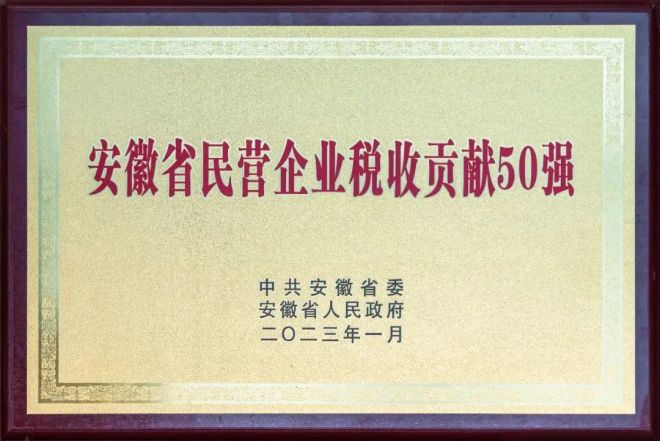 安徽省民营企业税收贡献50强
中共安徽省委
安徽省人民政府
二〇二三年一月